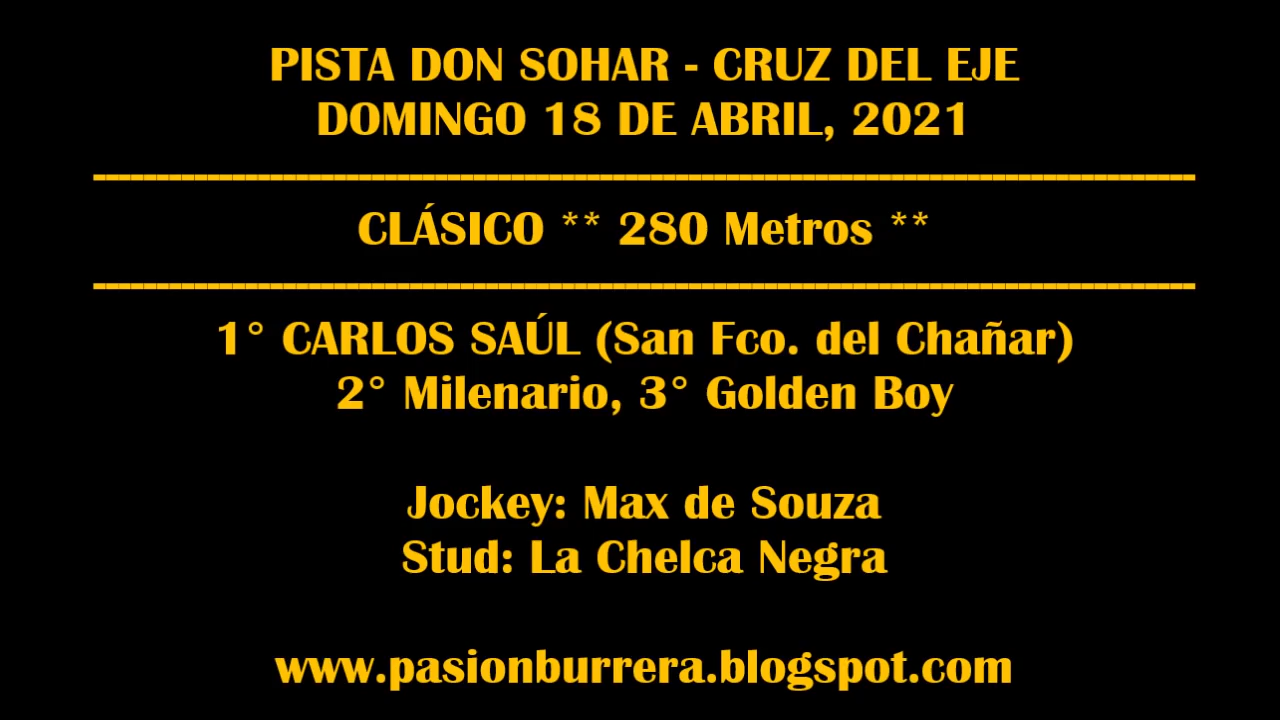 PISTA DON SOHAR - CRUZ DEL EJE
DOMINGO 18 DE ABRIL, 2021
CLÁSICO ** 280 Metros **
1° CARLOS SAÚL (San Fco. del Chañar)
2° Milenario, 3° Golden Boy
Jockey: Max de Souza
Stud: La Chelca Negra
www.pasionburrera.blogspot.com